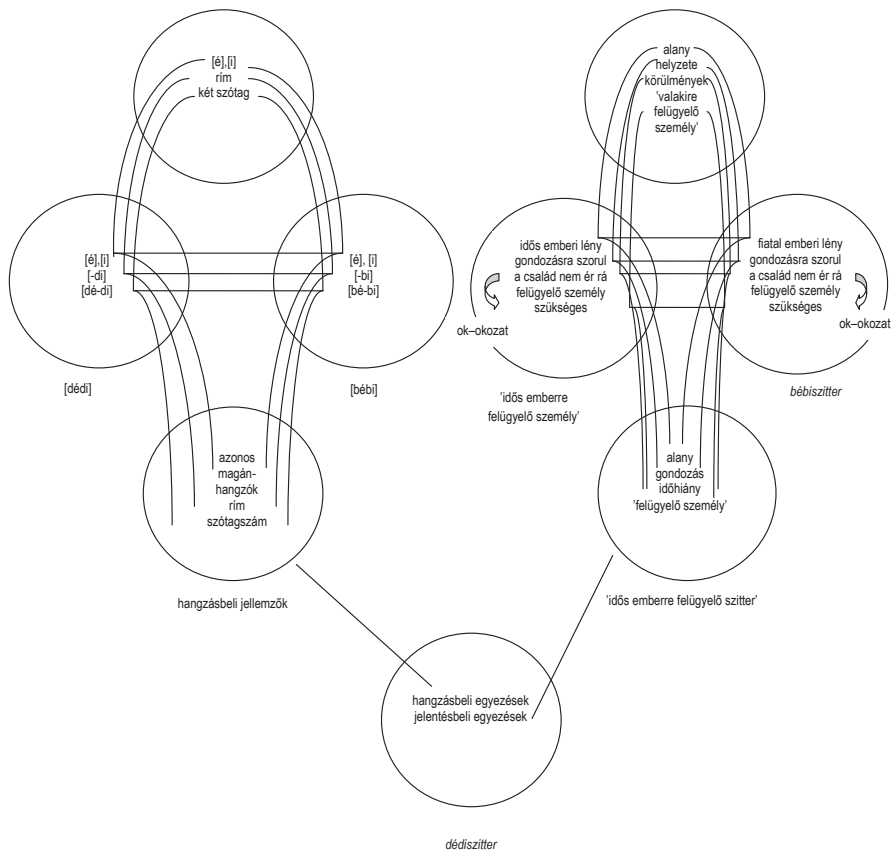 [é],[i]
rím
két szótag
alany
helyzete
körülmények
'valakire
felügyelő
személy'
[é],[i]
[-di]
[dé-di]
[é], [i]
[-bi]
[bé-bi]
idős emberi lény
gondozásra szorul
a család nem ér rá
felügyelő személy
szükséges
ok–okozat
fiatal emberi lény
gondozásra szorul
a család nem ér rá
felügyelő személy
szükséges
ok–okozat
[dédi]
[bébi]
'idős emberre
felügyelő személy'
bébiszitter
azonos
magán-
hangzók
rím
szótagszám
alany
gondozás
időhiány
'felügyelő személy'
hangzásbeli jellemzők
'idős emberre felügyelő szitter'
hangzásbeli egyezések
jelentésbeli egyezések
dédiszitter